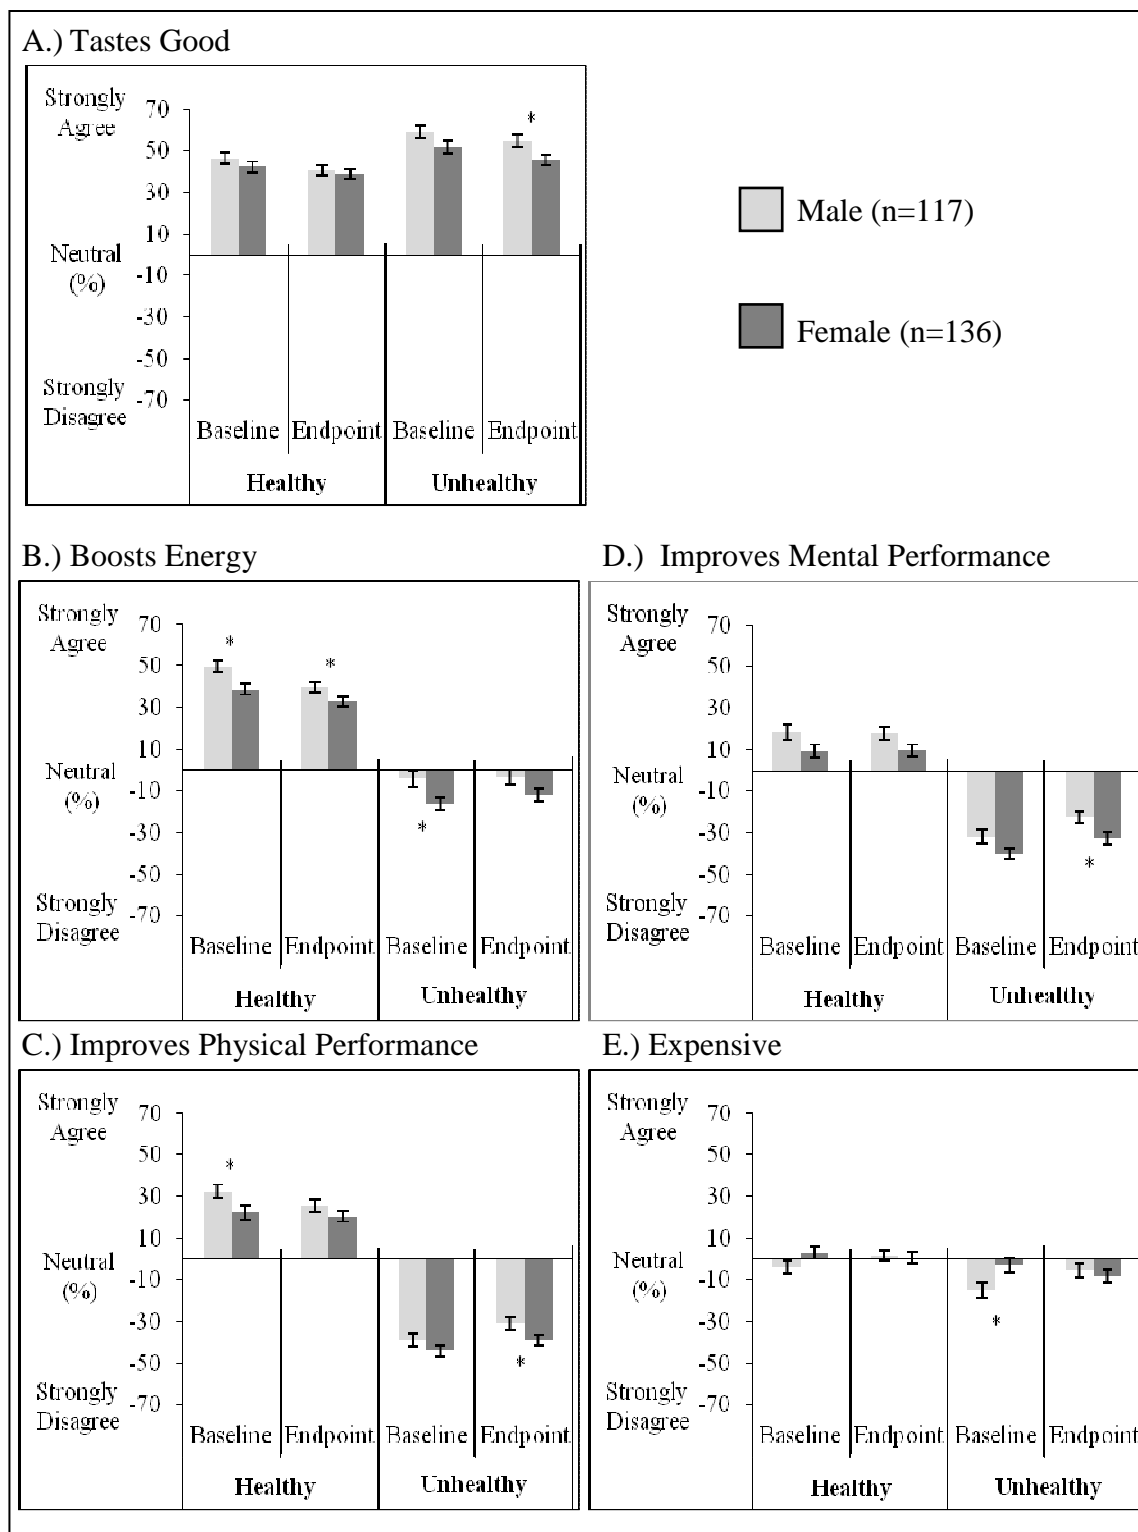 A.) Tastes Good
Strongly
Agree
70
50
30
10
Neutral
(%)
-10
-30
-50
-70
Strongly
Disagree
*
Baseline Endpoint Baseline Endpoint
Healthy Unhealthy
Male (n=117)
Female (n=136)
B.) Boosts Energy
Strongly
Agree
70
50
30
10
Neutral
(%)
-10
-30
-50
-70
Strongly
Disagree
* *
*
Baseline Endpoint Baseline Endpoint
Healthy Unhealthy
D.) Improves Mental Performance
Strongly
Agree
70
50
30
10
Neutral
(%)
-10
-30
-50
-70
Strongly
Disagree
*
Baseline Endpoint Baseline Endpoint
Healthy Unhealthy
C.) Improves Physical Performance
Strongly
Agree
70
50
30
10
Neutral
(%)
-10
-30
-50
-70
Strongly
Disagree
*
*
Baseline Endpoint Baseline Endpoint
Healthy Unhealthy
E.) Expensive
Strongly
Agree
70
50
30
10
Neutral
(%)
-10
-30
-50
-70
Strongly
Disagree
*
Baseline Endpoint Baseline Endpoint
Healthy Unhealthy